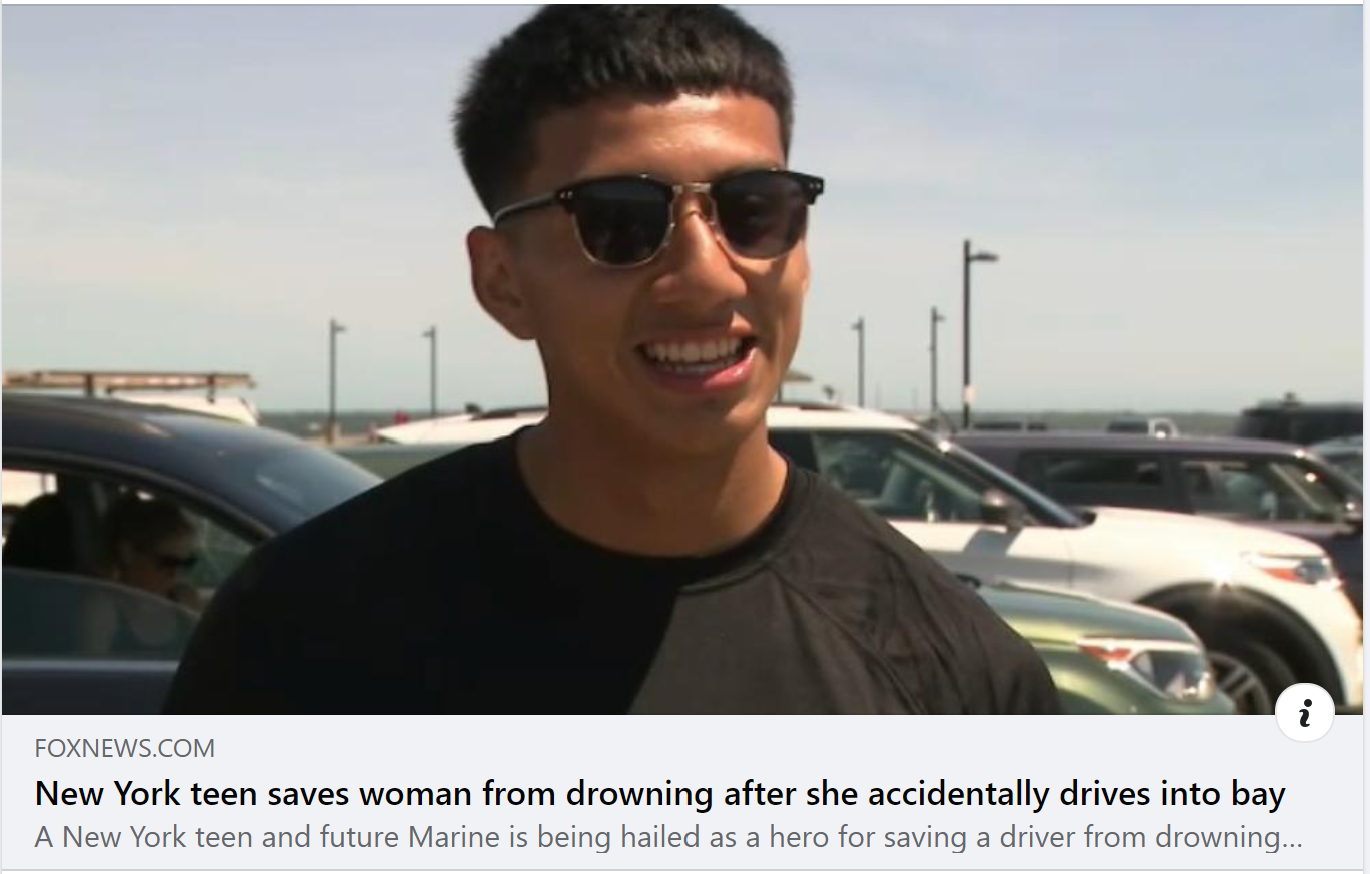 FOXNEWS.COM
New York teen saves woman from drowning after she accidentally drives into bay
A New York teen and future Marine is being hailed as a hero for saving a driver from drowning...